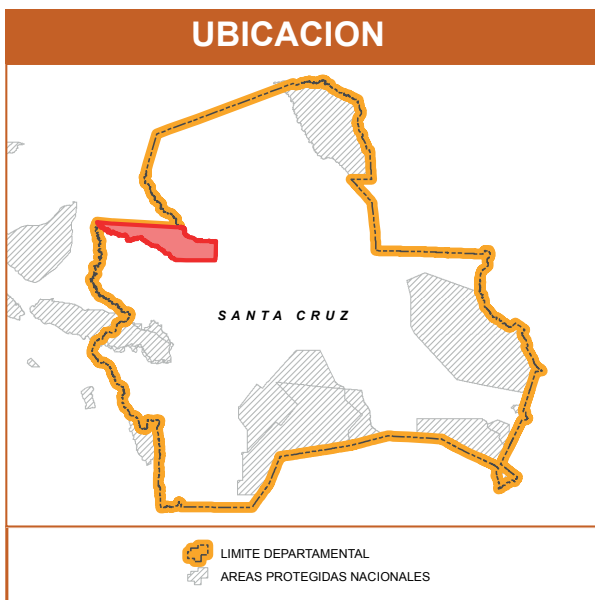 UBICACION
SANTA CRUZ
LIMITE DEPARTAMENTAL
AREAS PROTEGIDAS NACIONALES